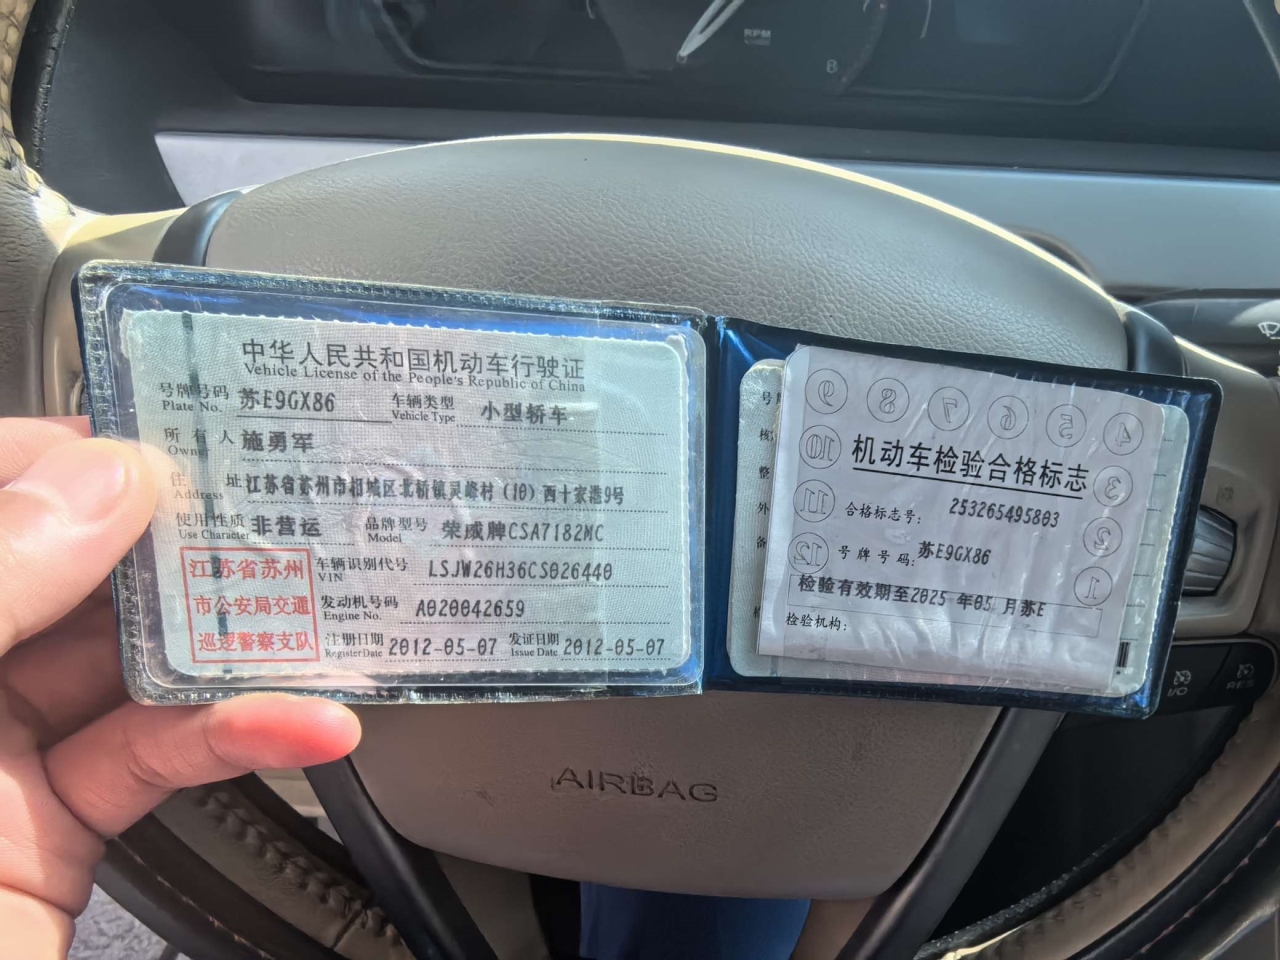 RPM
8
中华人民共和国机动车行驶证
Vehicle License of the People's Republic of China
号牌号码 苏E9GX86 车辆类型 小型轿车
Plate No. Vehicle Type
所有人 施勇军
Owner
住址 江苏省苏州市相城区北桥镇灵峰村(10)西十家港9号
Address
使用性质 非营运 品牌型号 荣威牌CSA7182MC
Use Character Model
江苏省苏州
市公安局交通
巡逻警察支队
车辆识别代号 LSJW26H36CS026440
VIN
发动机号码 A020042659
Engine No.
注册日期 2012-05-07 发证日期 2012-05-07
Register Date Issue Date
号
核
整
外
备
9 8 7 6 5 4
10 3
11 2
12 1
机动车检验合格标志
合格标志号: 253265495803
号牌号码: 苏E9GX86
检验有效期至2025 年05 月苏E
检验机构:
AIRBAG
I/O
RES